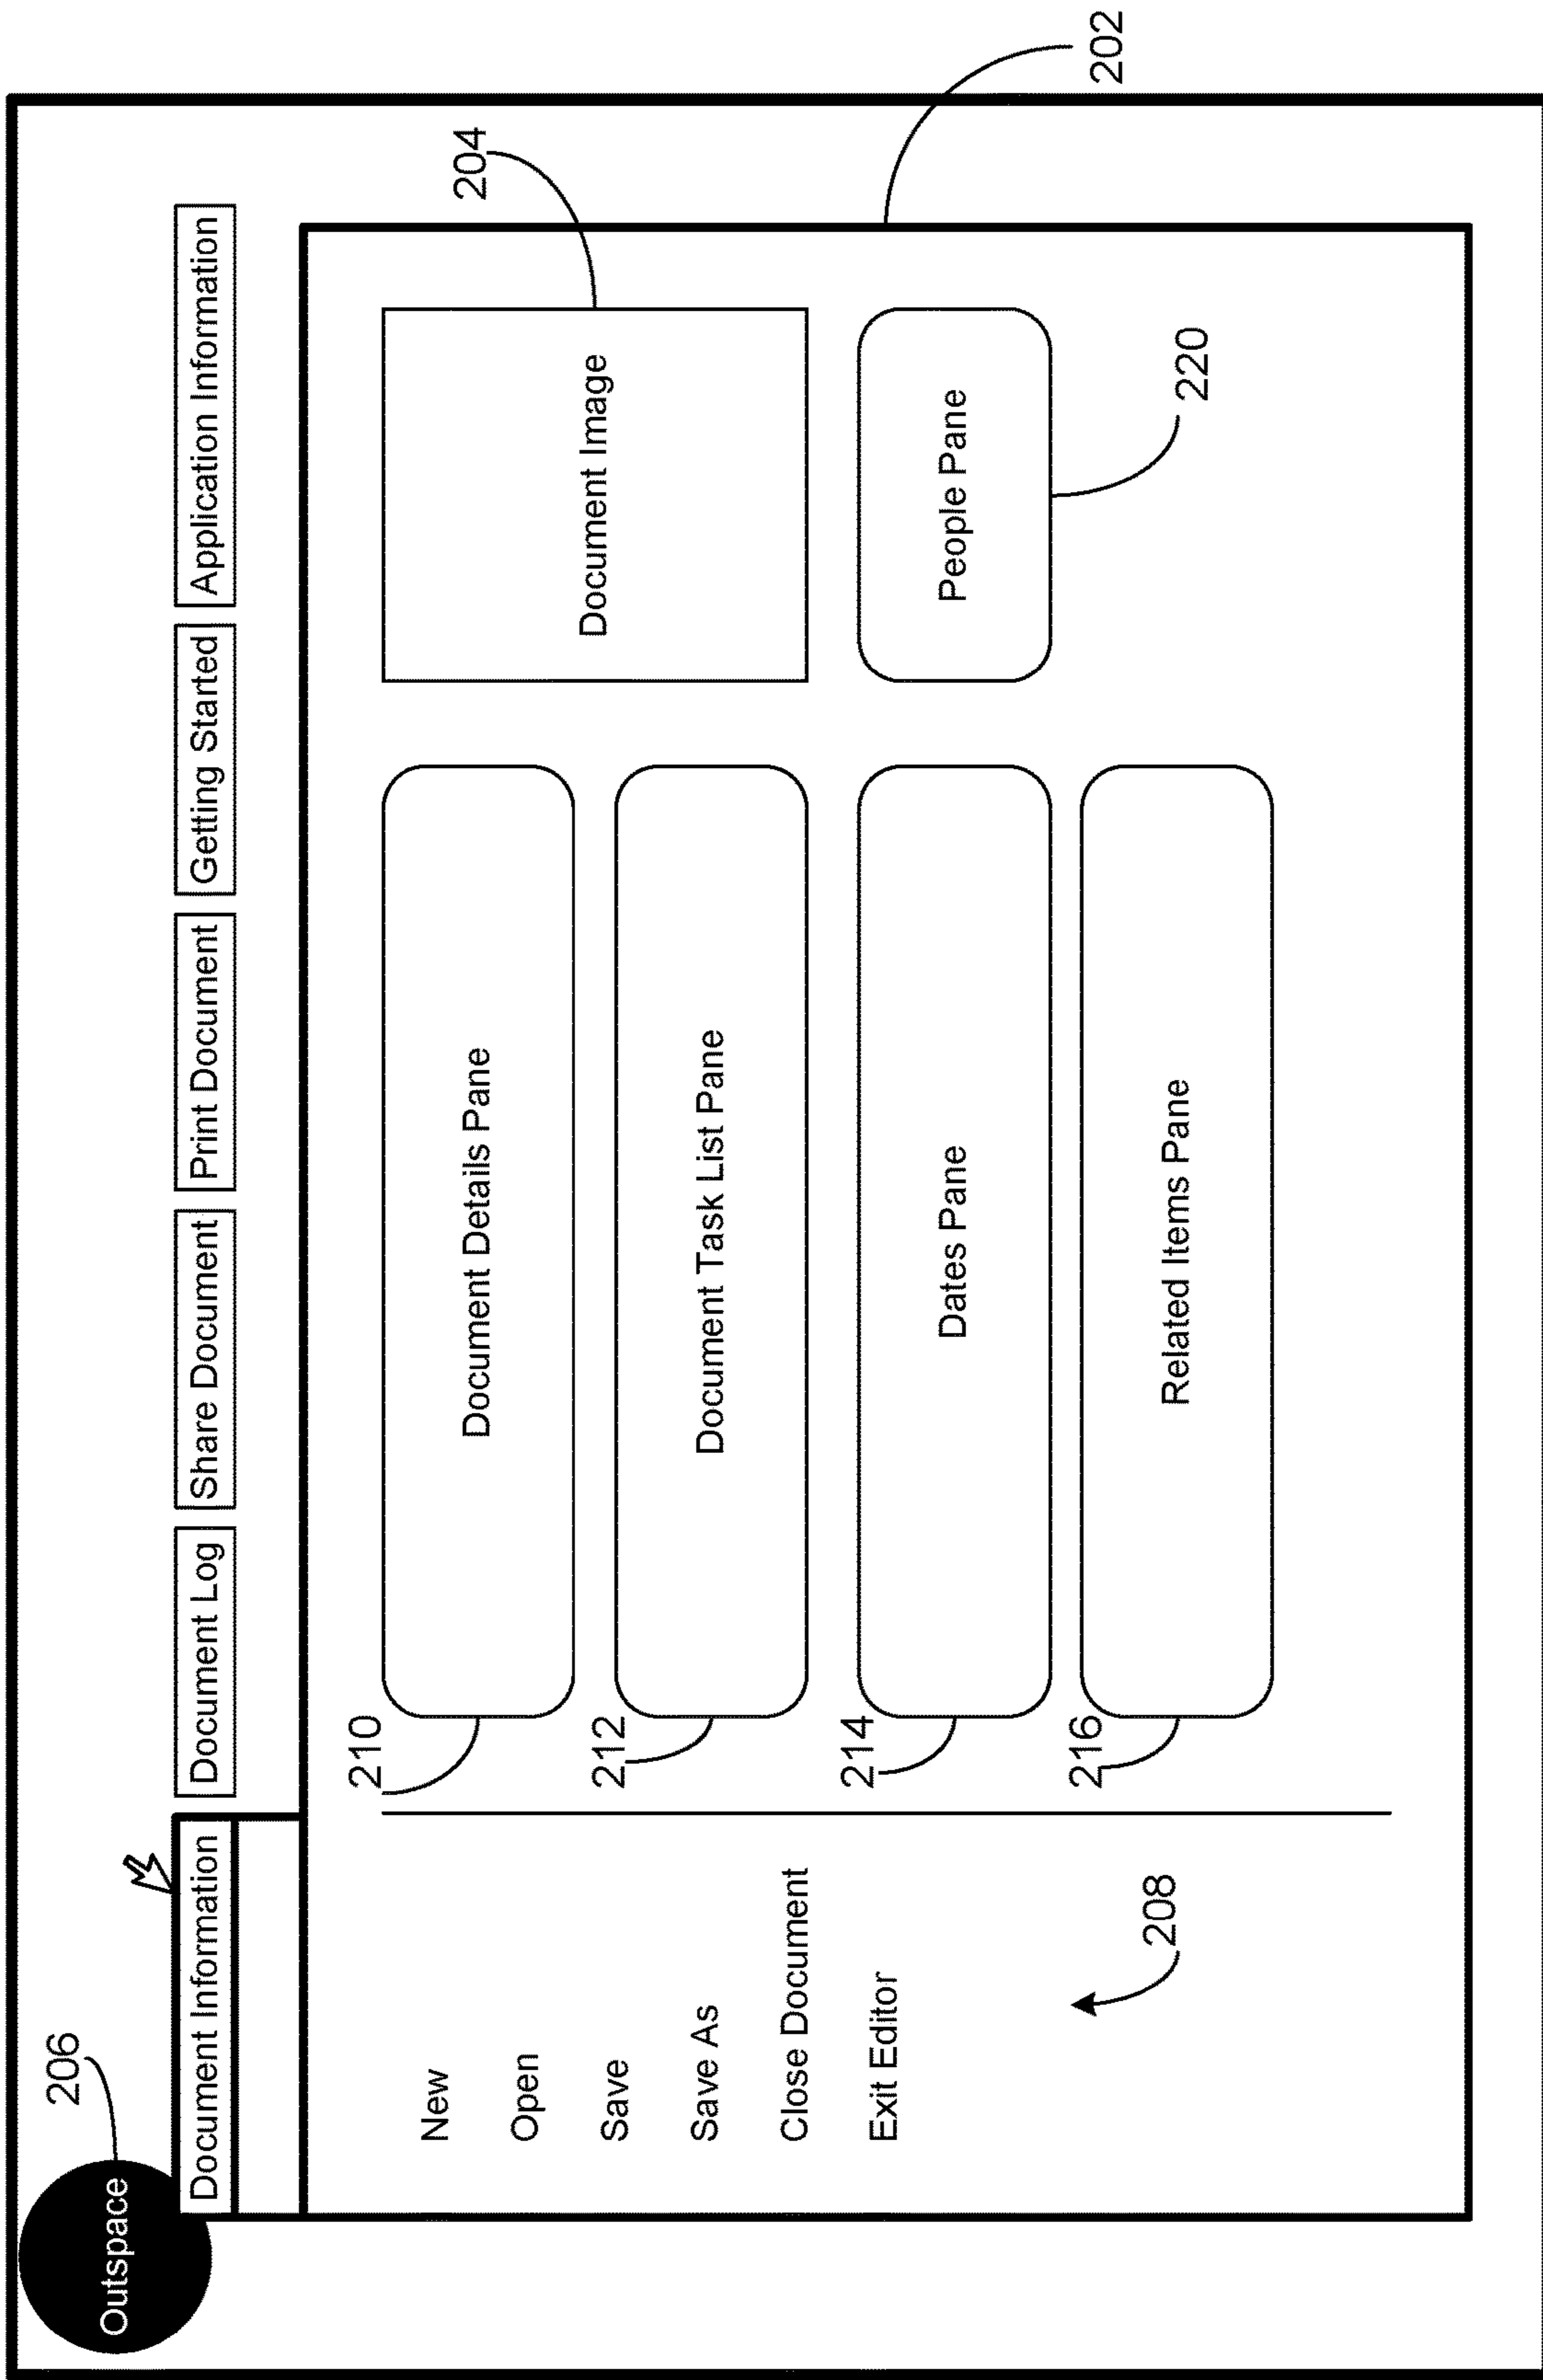 Outspace
206
Document Information
Document Log
Share Document
Print Document
Getting Started
Application Information
New
Open
Save
Save As
Close Document
Exit Editor
208
210
Document Details Pane
212
Document Task List Pane
214
Dates Pane
216
Related Items Pane
204
Document Image
People Pane
220
202